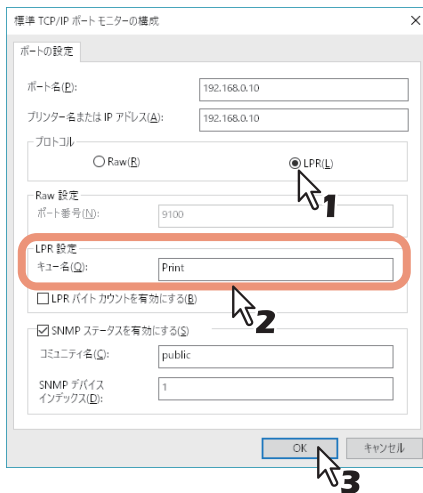 標準 TCP/IP ポート モニターの構成
ポートの設定
ポート名(P):
192.168.0.10
プリンター名または IP アドレス(A):
192.168.0.10
プロトコル
Raw(R)
LPR(L)
1
Raw 設定
ポート番号(N):
9100
LPR 設定
キュー名(Q):
Print
LPR バイト カウントを有効にする(B)
2
SNMP ステータスを有効にする(S)
コミュニティ名(C):
public
SNMP デバイス
インデックス(D):
1
OK
キャンセル
3